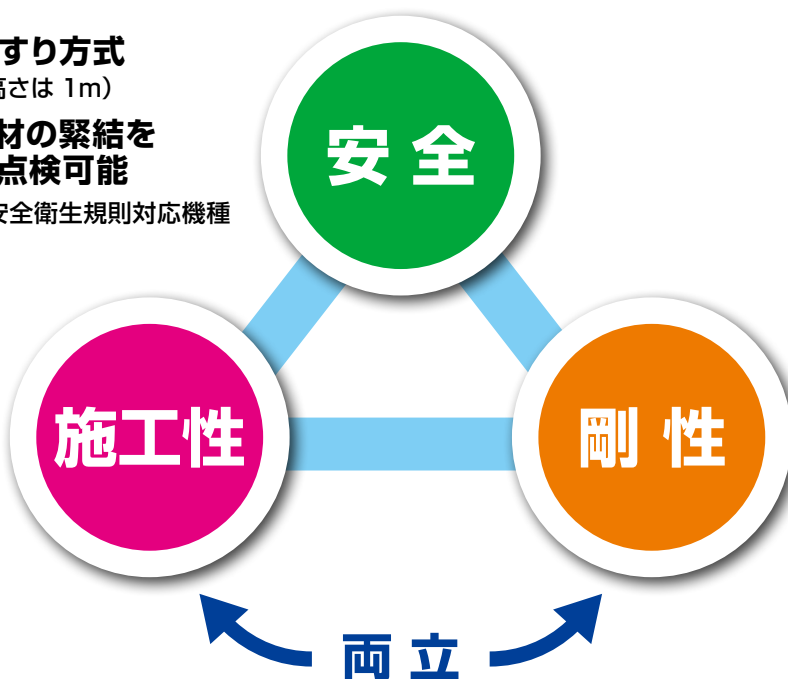 すり方式
高さは 1m）
材の緊結を
点検可能
安全衛生規則対応機種
安 全
施工性
剛 性
両 立